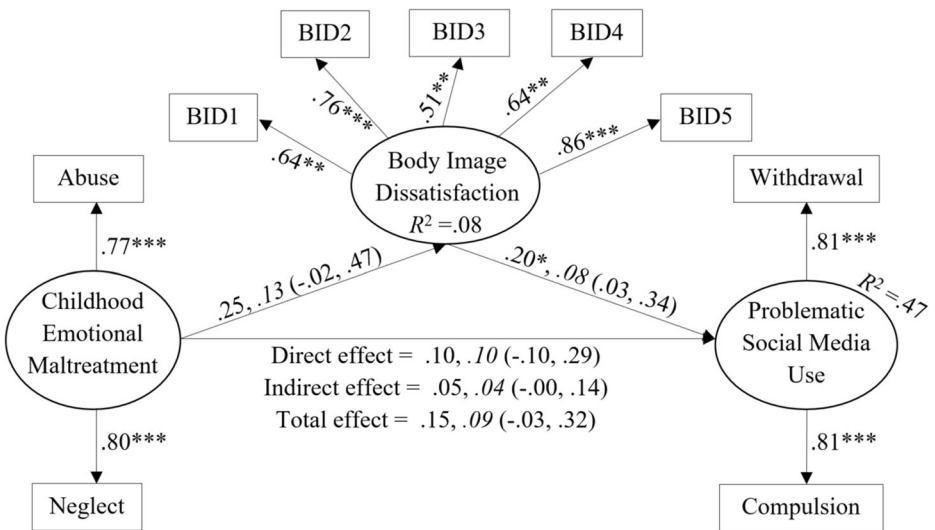 BID2
BID3
BID4
BID1
BID5
.76***
.51**
.64**
.64**
.86***
Abuse
Body Image
Dissatisfaction
R² =.08
Withdrawal
.77***
.81***
.25, .13 (-.02, .47)
.20*, .08 (.03, .34)
R² =.47
Childhood
Emotional
Maltreatment
Problematic
Social Media
Use
Direct effect = .10, .10 (-.10, .29)
Indirect effect = .05, .04 (-.00, .14)
Total effect = .15, .09 (-.03, .32)
.80***
.81***
Neglect
Compulsion